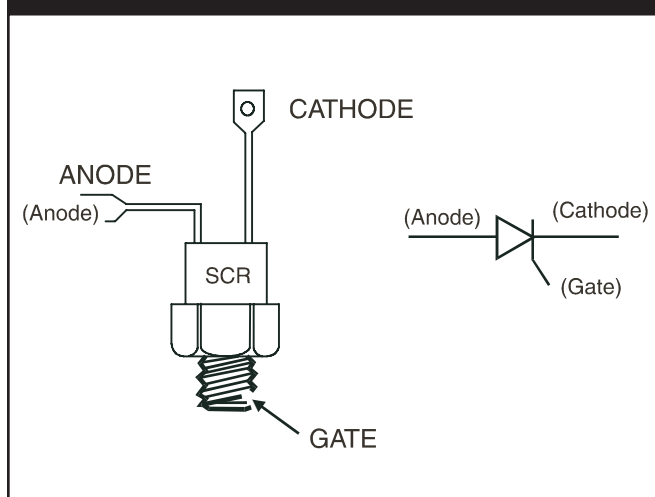 CATHODE
ANODE
(Anode)
SCR
GATE
(Anode)
(Cathode)
(Gate)